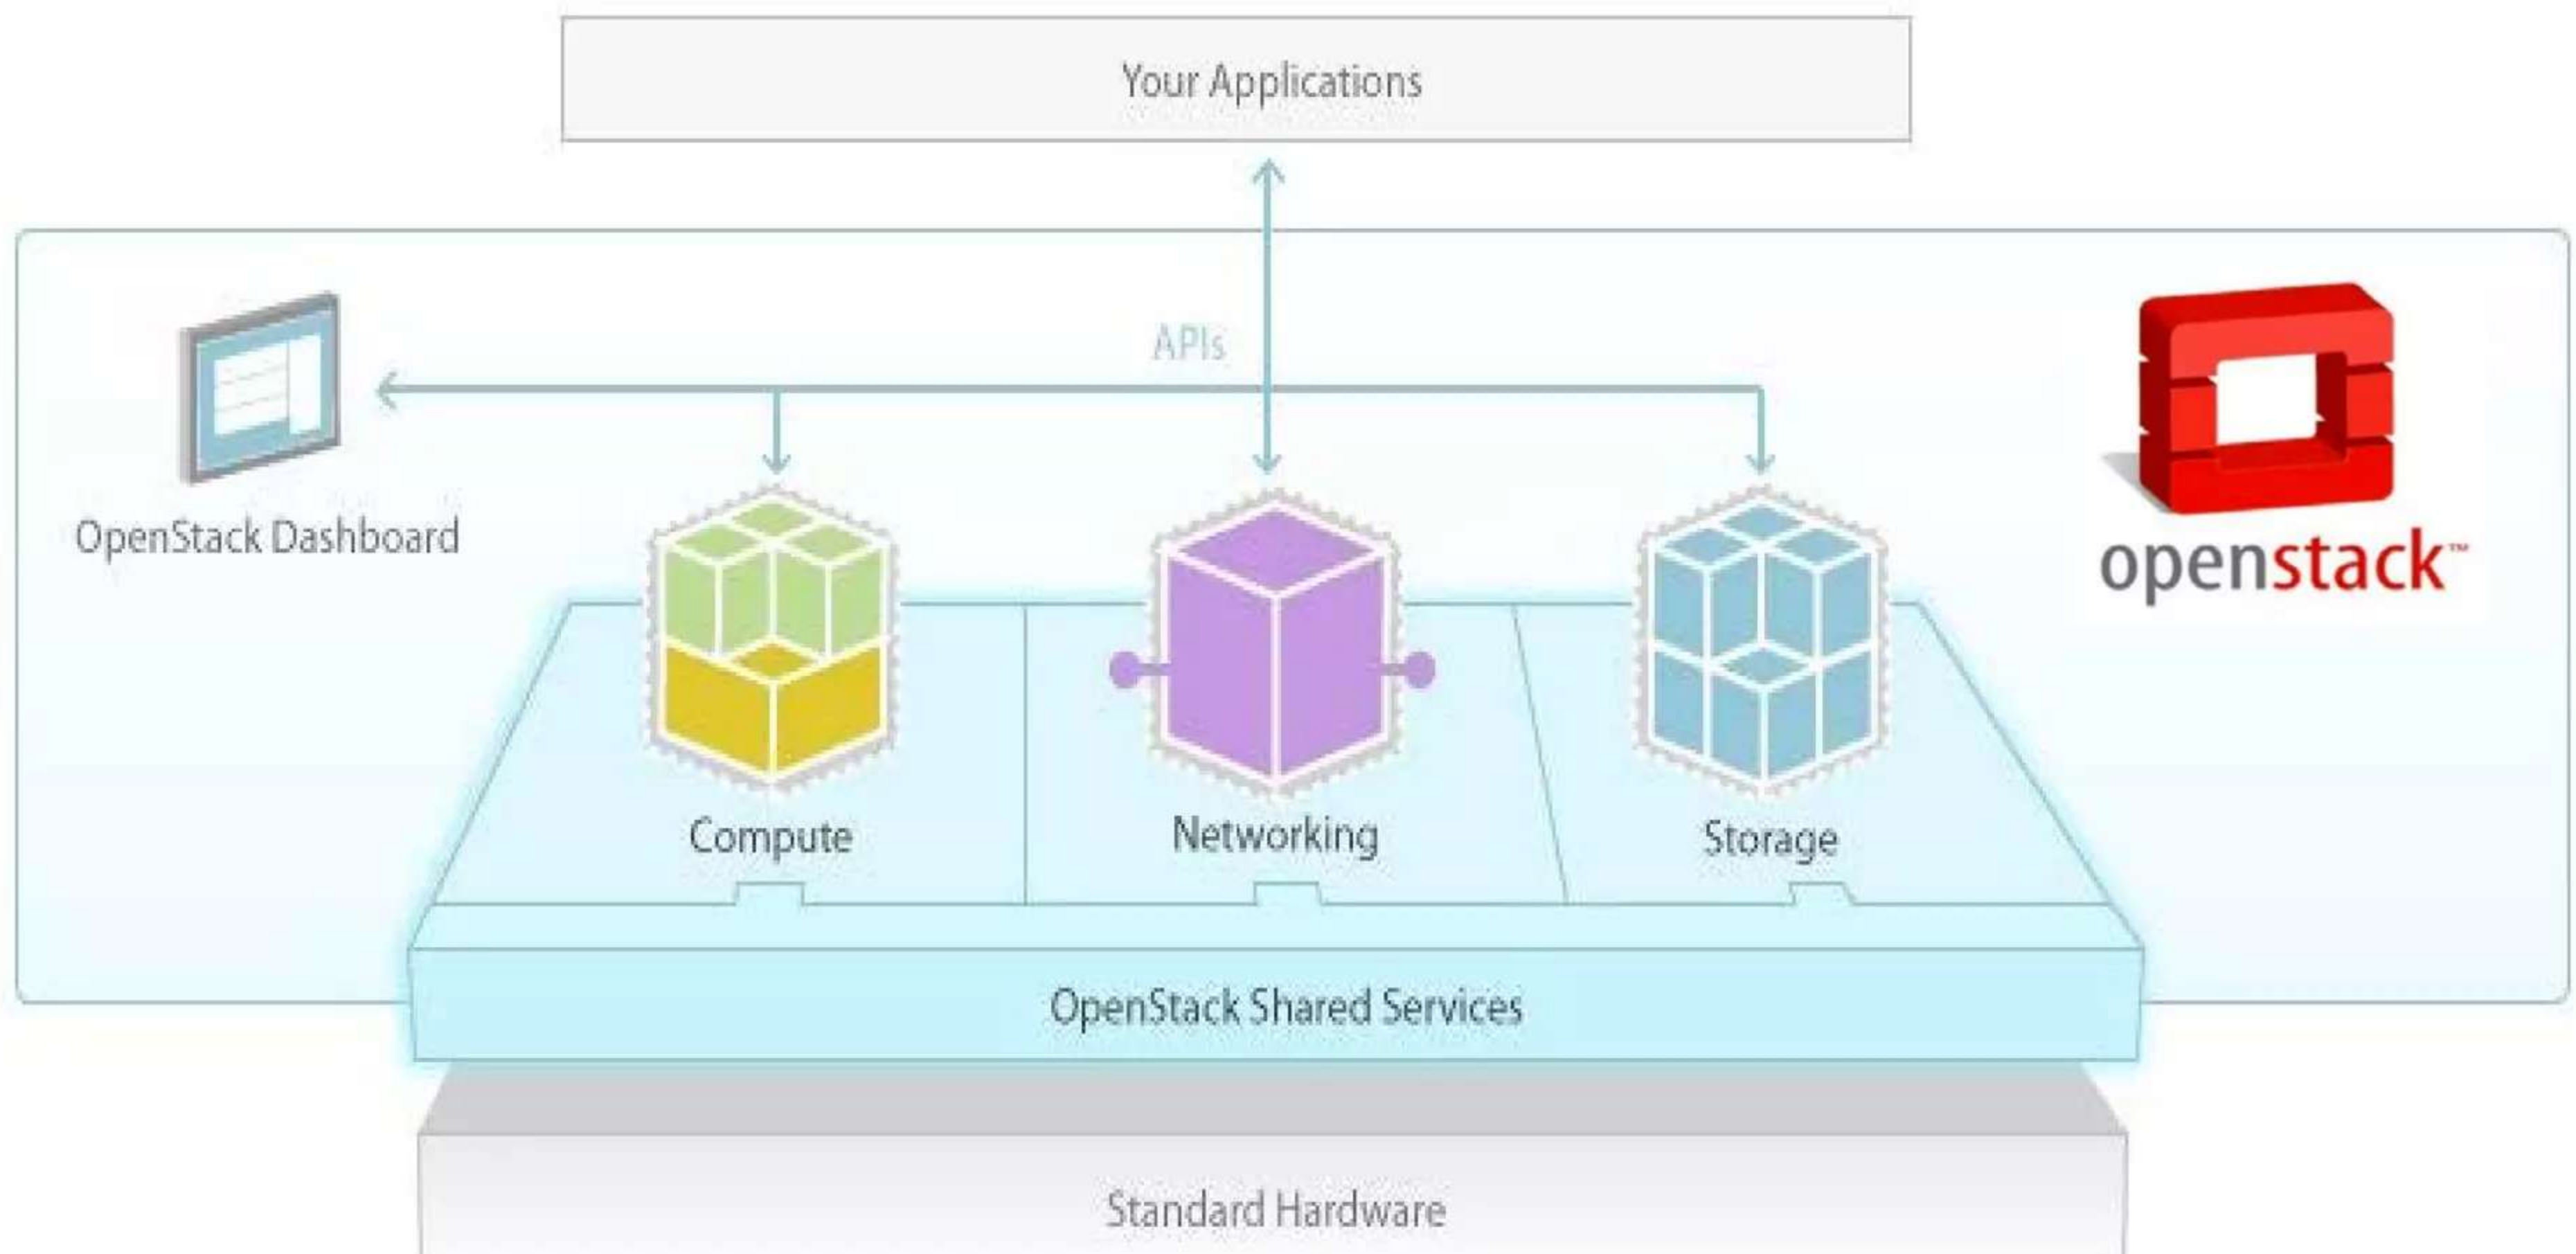 Your Applications
APIs
OpenStack Dashboard
openstack™
Compute
Networking
Storage
OpenStack Shared Services
Standard Hardware